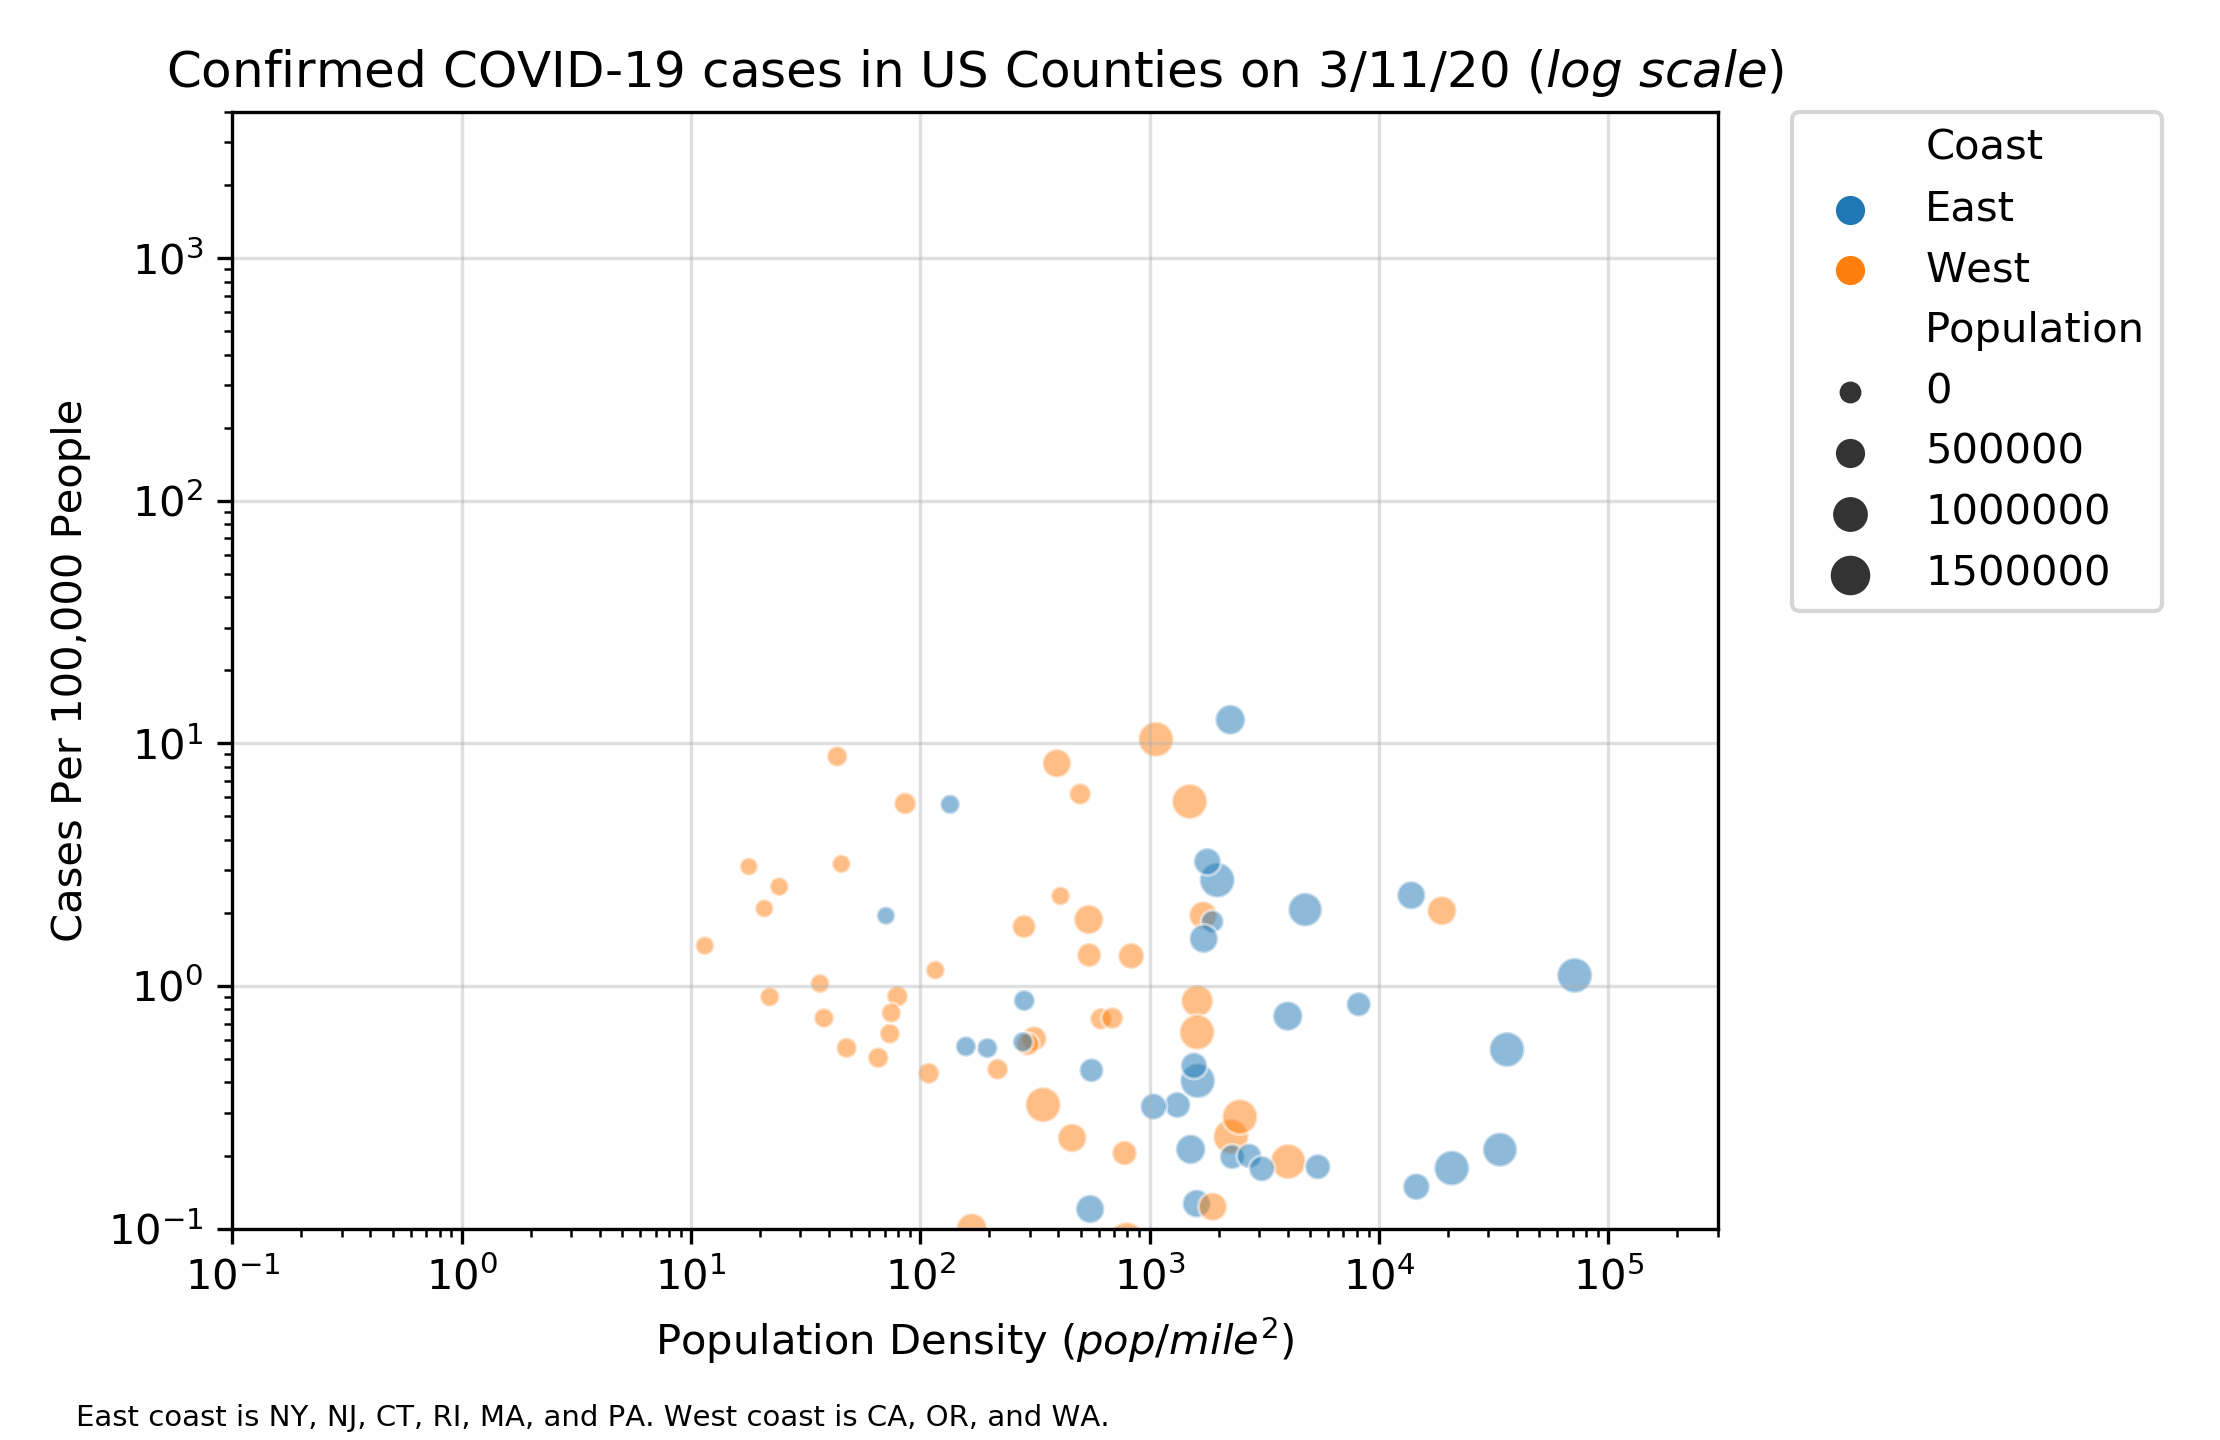 Confirmed COVID-19 cases in US Counties on 3/11/20 (log scale)
Coast
East
West
Population
0
500000
1000000
1500000
Cases Per 100,000 People
10³
10²
10¹
10⁰
10⁻¹
10⁻¹ 10⁰ 10¹ 10² 10³ 10⁴ 10⁵
Population Density (pop/mile²)
East coast is NY, NJ, CT, RI, MA, and PA. West coast is CA, OR, and WA.